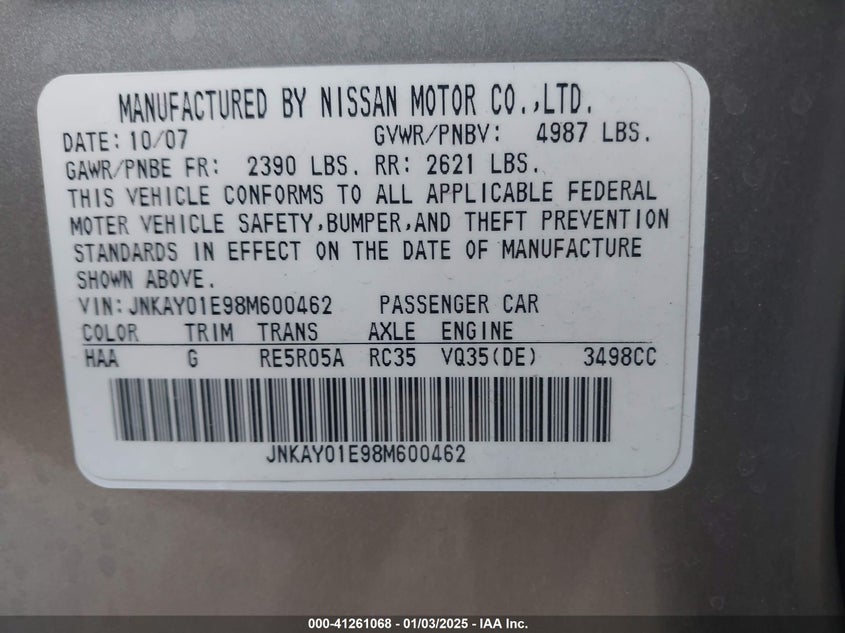 MANUFACTURED BY NISSAN MOTOR CO.,LTD.
DATE: 10/07 GVWR/PNBV: 4987 LBS.
GAWR/PNBE FR: 2390 LBS. RR: 2621 LBS.
THIS VEHICLE CONFORMS TO ALL APPLICABLE FEDERAL
MOTER VEHICLE SAFETY,BUMPER,AND THEFT PREVENTION
STANDARDS IN EFFECT ON THE DATE OF MANUFACTURE
SHOWN ABOVE.
VIN: JNKAY01E98M600462 PASSENGER CAR
COLOR TRIM TRANS AXLE ENGINE
HAA G RE5R05A RC35 VQ35(DE) 3498CC
JNKAY01E98M600462
000-41261068 - 01/03/2025 - IAA Inc.